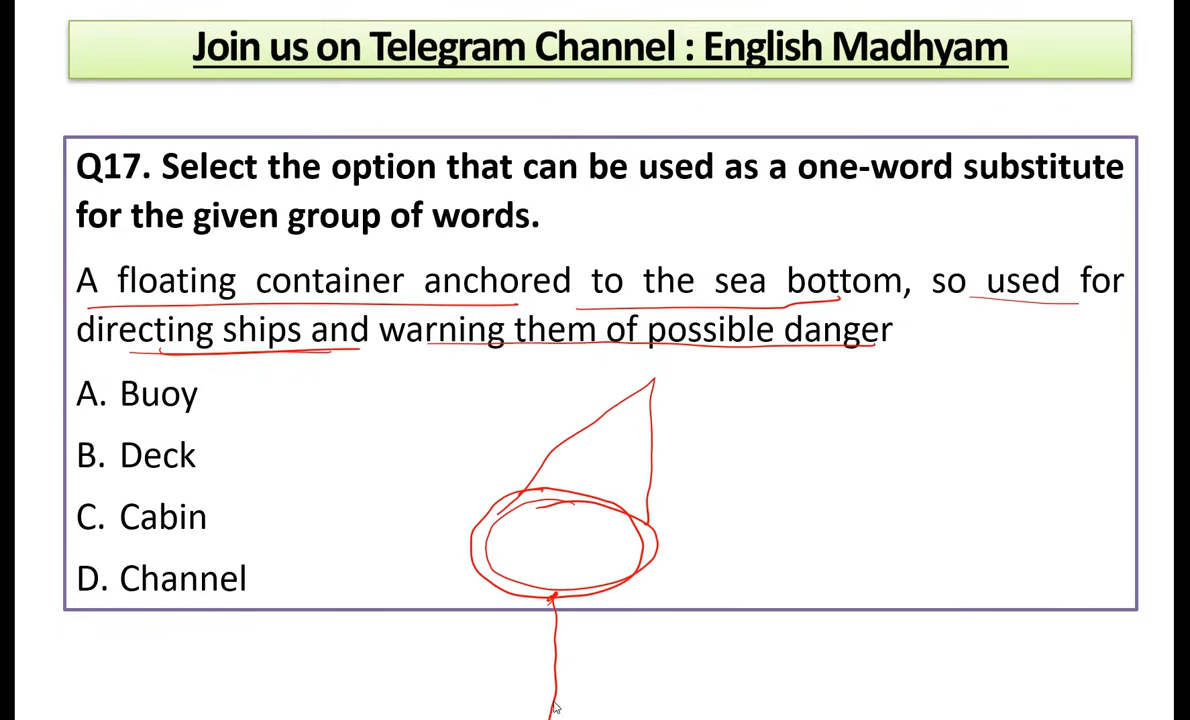 Join us on Telegram Channel : English Madhyam
Q17. Select the option that can be used as a one-word substitute
for the given group of words.
A floating container anchored to the sea bottom, so used for
directing ships and warning them of possible danger
A. Buoy
B. Deck
C. Cabin
D. Channel